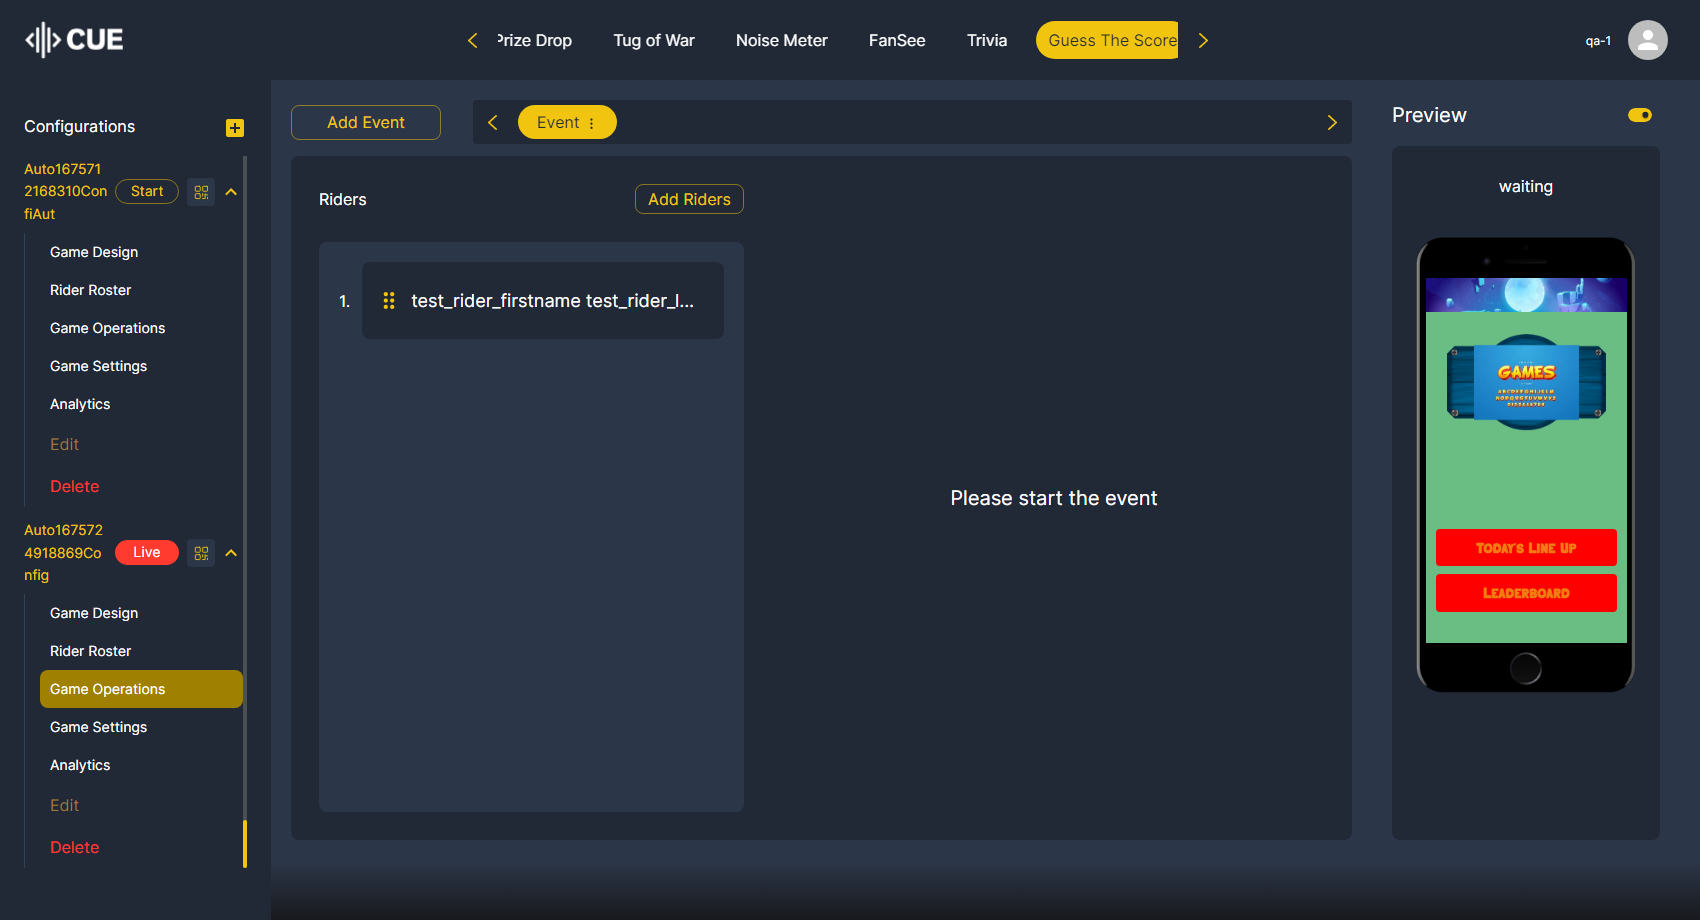 CUE
Prize Drop
Tug of War
Noise Meter
FanSee
Trivia
Guess The Score
qa-1
Configurations
Auto167571
2168310Con
fiAut
Start
Game Design
Rider Roster
Game Operations
Game Settings
Analytics
Edit
Delete
Auto167572
4918869Co
nfig
Live
Game Design
Rider Roster
Game Operations
Game Settings
Analytics
Edit
Delete
Add Event
Event
Riders
Add Riders
1.
test_rider_firstname test_rider_l...
Please start the event
Preview
waiting
GAMES
Today's Line Up
Leaderboard